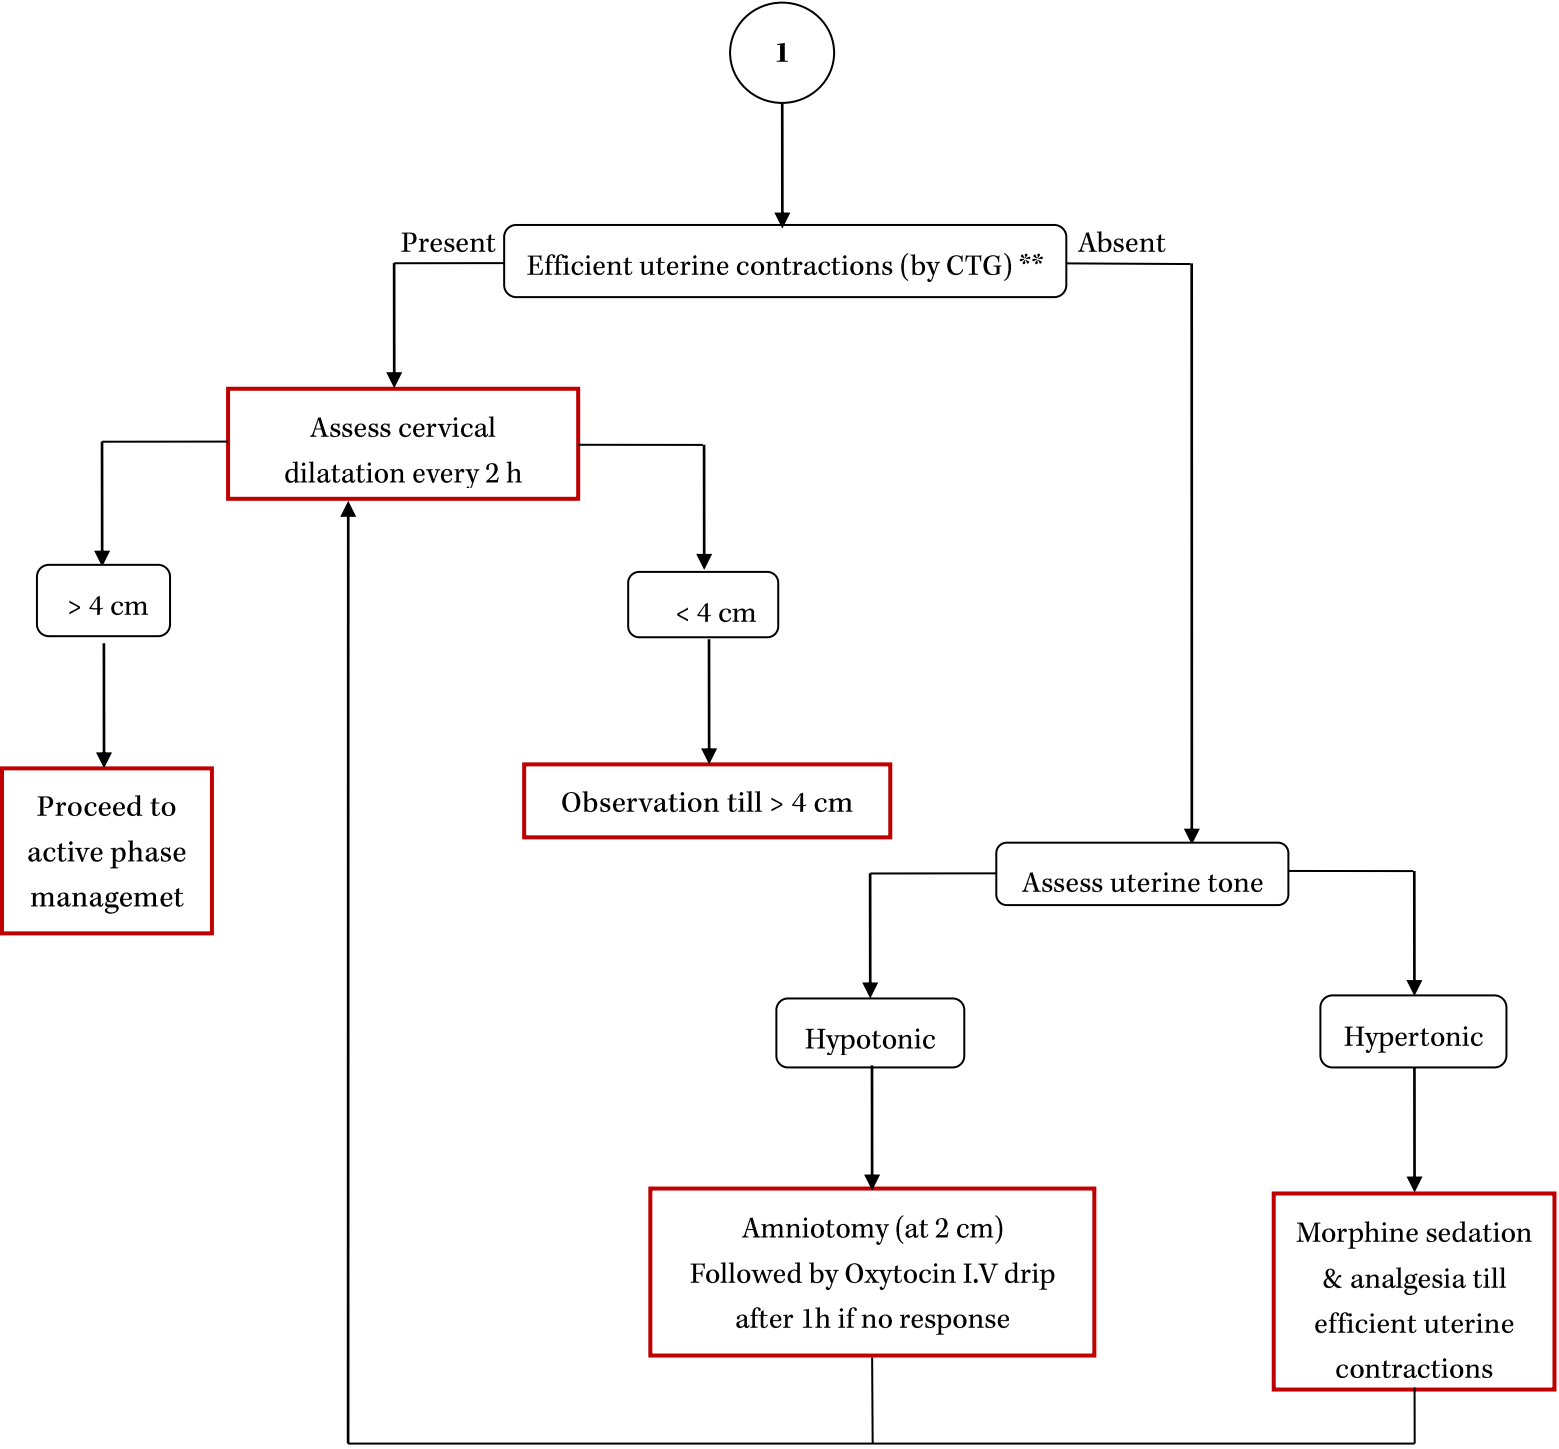 1
Present
Efficient uterine contractions (by CTG) **
Absent
Assess cervical
dilatation every 2 h
> 4 cm
< 4 cm
Proceed to
active phase
managemet
Observation till > 4 cm
Assess uterine tone
Hypotonic
Hypertonic
Amniotomy (at 2 cm)
Followed by Oxytocin I.V drip
after 1h if no response
Morphine sedation
& analgesia till
efficient uterine
contractions